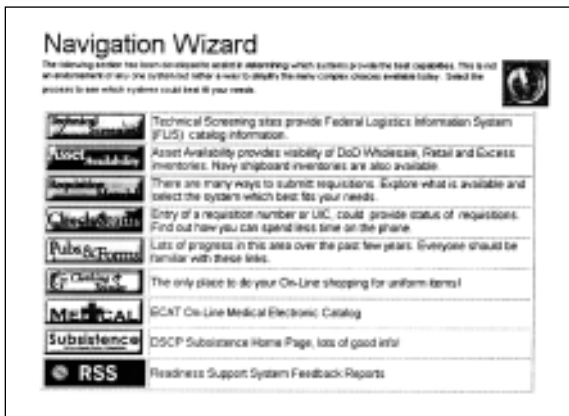 Navigation Wizard
The following section has been developed to assist in determining which systems provide the best capabilities. This is not
an endorsement of any one system but rather a way to simplify the many complex choices available today. Select the
process to see which systems could best fit your needs.
Technical Screening
Technical Screening sites provide Federal Logistics Information System
(FLIS) catalog information.
Asset Availability
Asset Availability provides visibility of DoD Wholesale, Retail and Excess
inventories. Navy shipboard inventories are also available.
Requisition
There are many ways to submit requisitions. Explore what is available and
select the system which best fits your needs.
Check Status
Entry of a requisition number or UIC, could provide status of requistions.
Find out how you can spend less time on the phone.
Pubs & Forms
Lots of progress in this area over the past few years. Everyone should be
familiar with these links.
Clothing &
The only place to do your On-Line shopping for uniform items!
MEDICAL
ECAT On-Line Medical Electronic Catalog
Subsistence
DSCP Subsistence Home Page, lots of good info!
RSS
Readiness Support System Feedback Reports